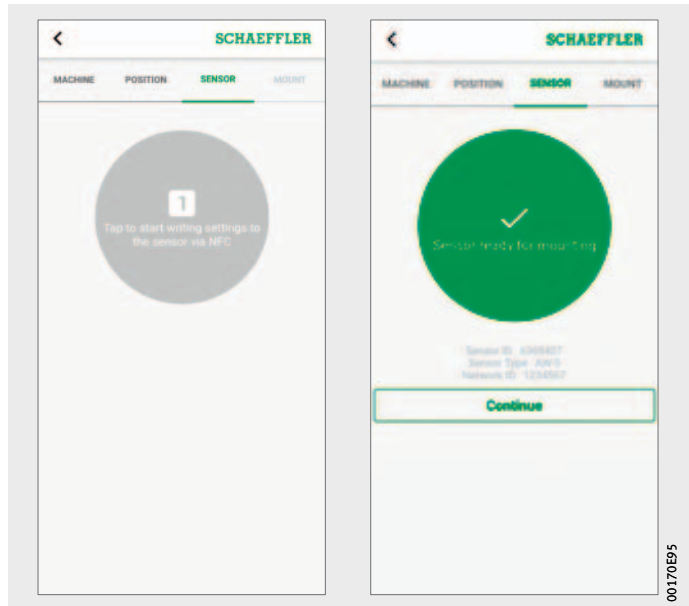 SCHAEFFLER
MACHINE POSITION SENSOR MOUNT
1
Tap to start writing settings to
the sensor via NFC
SCHAEFFLER
MACHINE POSITION SENSOR MOUNT
Sensor ready for mounting
Sensor ID
Sensor Type
Network ID 1234567
Continue
00170E95